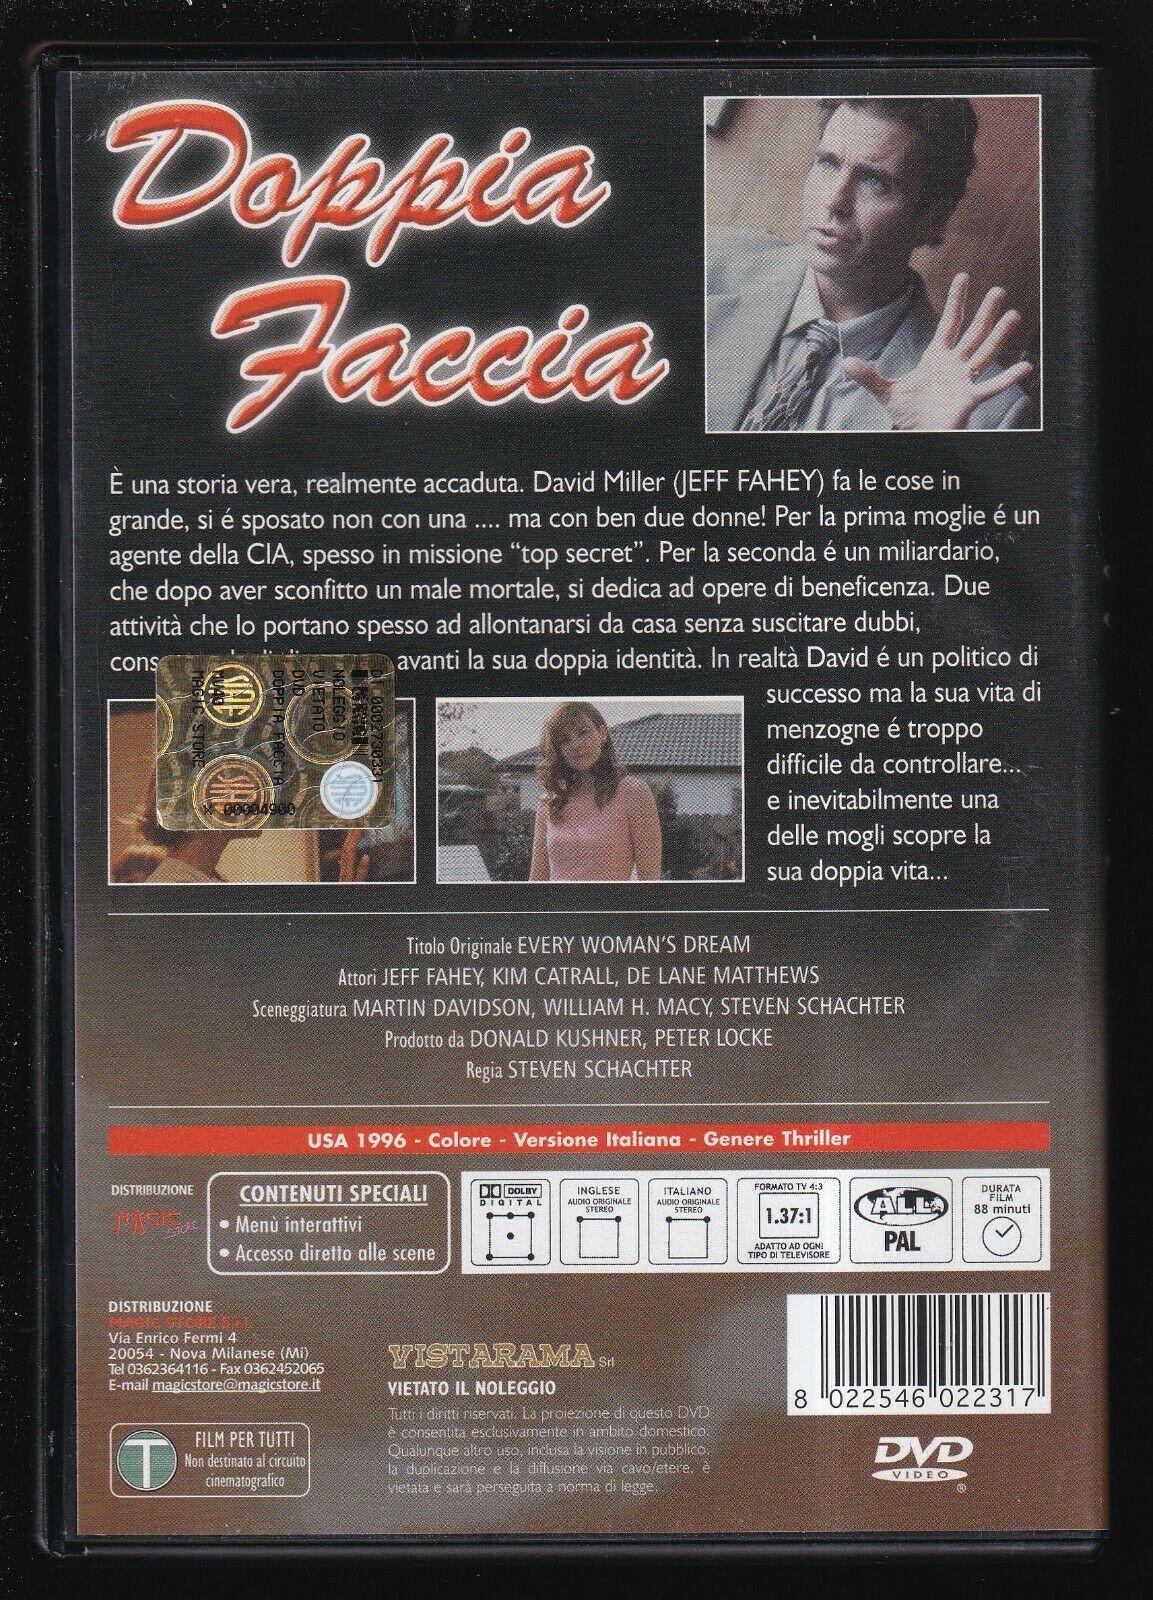 Doppia
Faccia
È una storia vera, realmente accaduta. David Miller (JEFF FAHEY) fa le cose in
grande, si é sposato non con una .... ma con ben due donne! Per la prima moglie é un
agente della CIA, spesso in missione “top secret”. Per la seconda é un miliardario,
che dopo aver sconfitto un male mortale, si dedica ad opere di beneficenza. Due
attività che lo portano spesso ad allontanarsi da casa senza suscitare dubbi,
avanti la sua doppia identità. In realtà David é un politico di
successo ma la sua vita di
menzogne é troppo
difficile da controllare...
e inevitabilmente una
delle mogli scopre la
sua doppia vita...
NOLEGGIO
VIETATO
DVD
DOPPIA FACCIA
MAGIC STORE
SIAE
* 00004900
Titolo Originale EVERY WOMAN'S DREAM
Attori JEFF FAHEY, KIM CATRALL, DE LANE MATTHEWS
Sceneggiatura MARTIN DAVIDSON, WILLIAM H. MACY, STEVEN SCHACHTER
Prodotto da DONALD KUSHNER, PETER LOCKE
Regia STEVEN SCHACHTER
USA 1996 - Colore - Versione Italiana - Genere Thriller
DISTRIBUZIONE
MAGIC
Store
CONTENUTI SPECIALI
• Menù interattivi
• Accesso diretto alle scene
DOLBY
DIGITAL
INGLESE
AUDIO ORIGINALE
STEREO
ITALIANO
AUDIO ORIGINALE
STEREO
FORMATO TV 4:3
1.37:1
ADATTO AD OGNI
TIPO DI TELEVISORE
ALL
PAL
DURATA
FILM
88 minuti
DISTRIBUZIONE
MAGIC STORE S.r.l.
Via Enrico Fermi 4
20054 - Nova Milanese (Mi)
Tel 0362364116 - Fax 0362452065
E-mail magicstore@magicstore.it
VISTARAMA Srl
VIETATO IL NOLEGGIO
Tutti i diritti riservati. La proiezione di questo DVD
è consentita esclusivamente in ambito domestico.
Qualunque altro uso, inclusa la visione in pubblico,
la duplicazione e la diffusione via cavo/etere, è
vietata e sarà perseguita a norma di legge.
8 022546 022317
T
FILM PER TUTTI
Non destinato al circuito
cinematografico
DVD
VIDEO
®